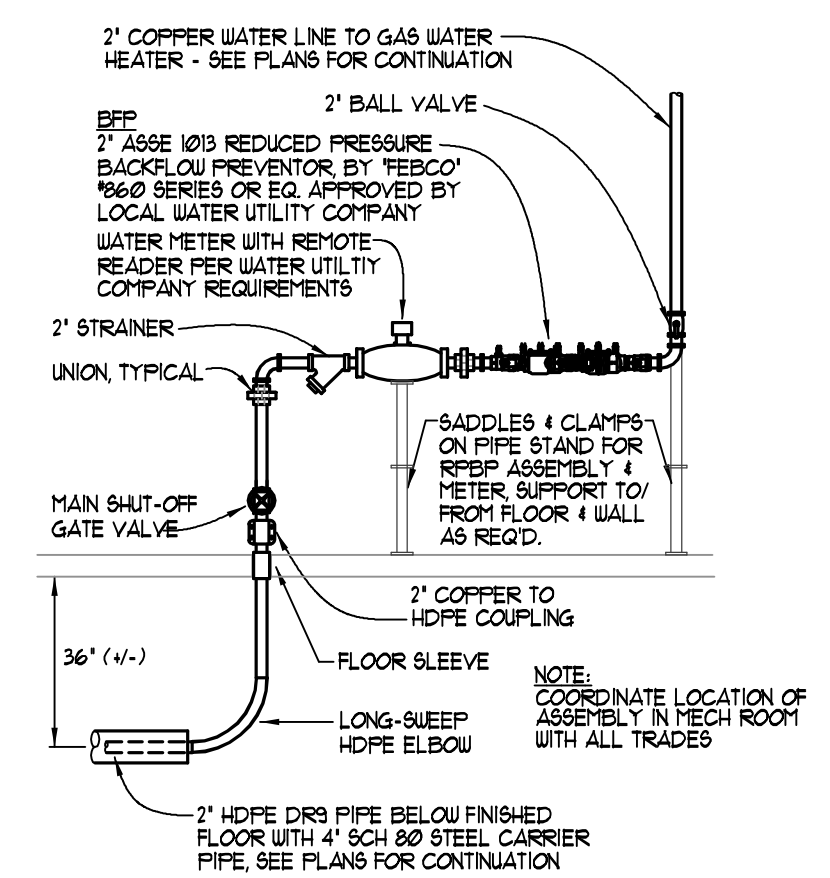 2" COPPER WATER LINE TO GAS WATER
HEATER - SEE PLANS FOR CONTINUATION
2" BALL VALVE
BFP
2" ASSE 1013 REDUCED PRESSURE
BACKFLOW PREVENTOR, BY "FEBCO"
#860 SERIES OR EQ. APPROVED BY
LOCAL WATER UTILITY COMPANY
WATER METER WITH REMOTE
READER PER WATER UTILTIY
COMPANY REQUIREMENTS
2" STRAINER
UNION, TYPICAL
SADDLES & CLAMPS
ON PIPE STAND FOR
RPBP ASSEMBLY &
METER, SUPPORT TO/
FROM FLOOR & WALL
AS REQ'D.
MAIN SHUT-OFF
GATE VALVE
2" COPPER TO
HDPE COUPLING
36" (+/-)
FLOOR SLEEVE
NOTE:
COORDINATE LOCATION OF
ASSEMBLY IN MECH ROOM
WITH ALL TRADES
LONG-SWEEP
HDPE ELBOW
2" HDPE DR9 PIPE BELOW FINISHED
FLOOR WITH 4" SCH 80 STEEL CARRIER
PIPE, SEE PLANS FOR CONTINUATION